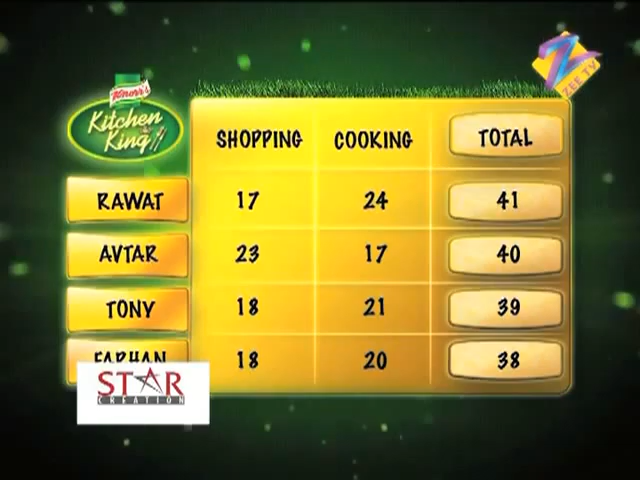 ZEE TV
Knorr's
Kitchen
King
SHOPPING COOKING TOTAL
RAWAT 17 24 41
AVTAR 23 17 40
TONY 18 21 39
FARHAN 18 20 38
STAR
CREATION